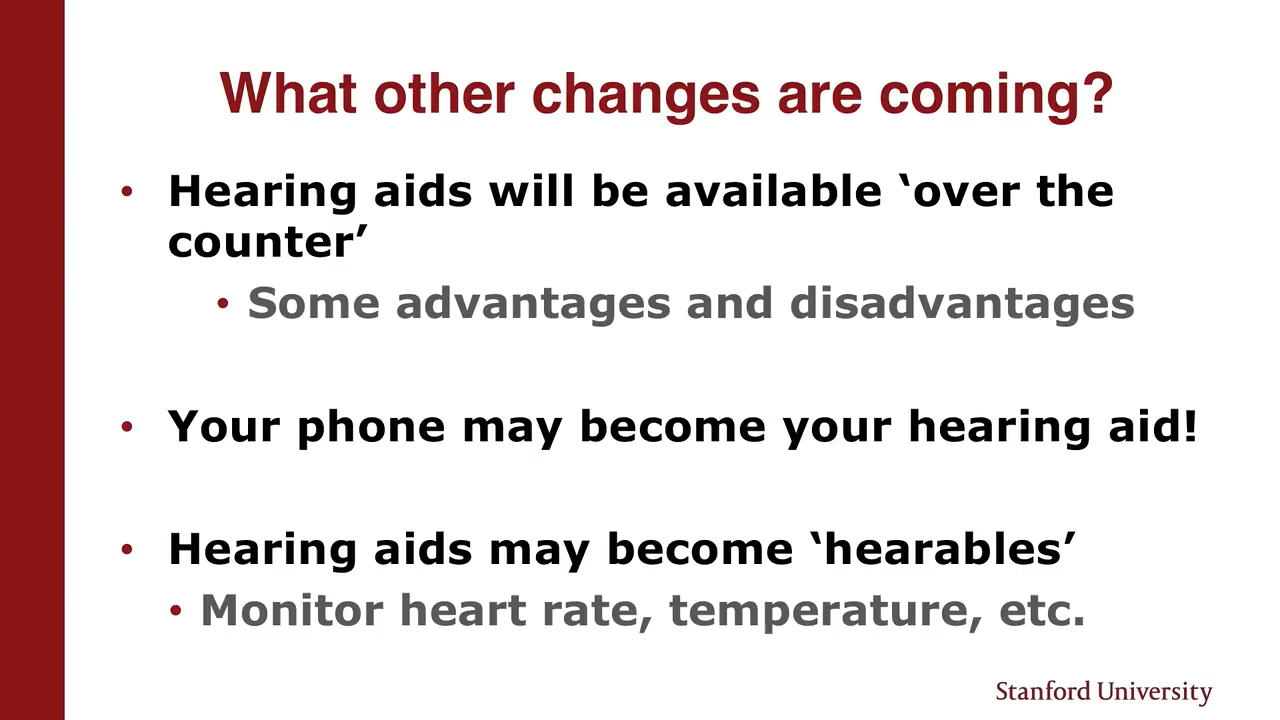 What other changes are coming?
• Hearing aids will be available ‘over the
counter’
• Some advantages and disadvantages
• Your phone may become your hearing aid!
• Hearing aids may become ‘hearables’
• Monitor heart rate, temperature, etc.
Stanford University